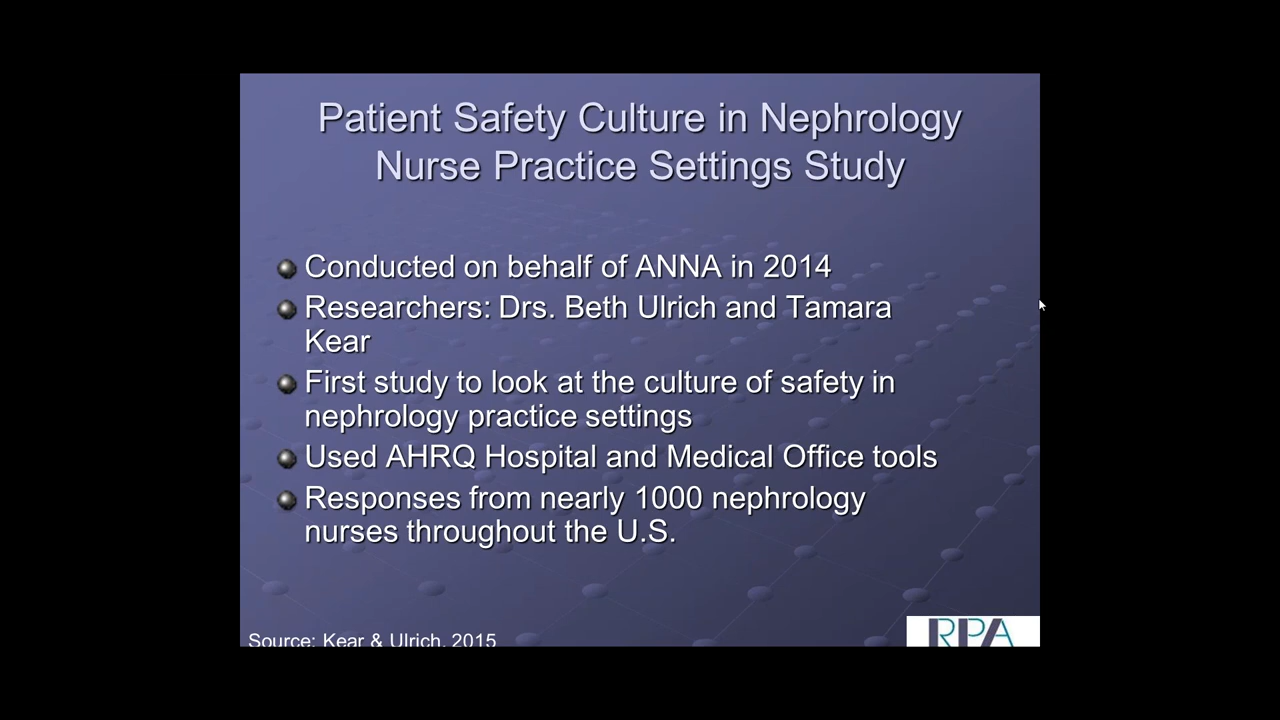 Patient Safety Culture in Nephrology
Nurse Practice Settings Study
Conducted on behalf of ANNA in 2014
Researchers: Drs. Beth Ulrich and Tamara
Kear
First study to look at the culture of safety in
nephrology practice settings
Used AHRQ Hospital and Medical Office tools
Responses from nearly 1000 nephrology
nurses throughout the U.S.
Source: Kear & Ulrich, 2015
RPA